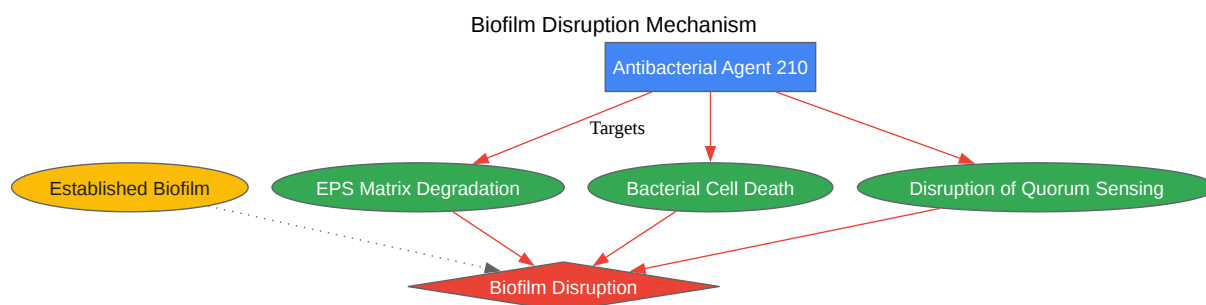 Biofilm Disruption Mechanism
Antibacterial Agent 210
Targets
Established Biofilm
EPS Matrix Degradation
Bacterial Cell Death
Disruption of Quorum Sensing
Biofilm Disruption